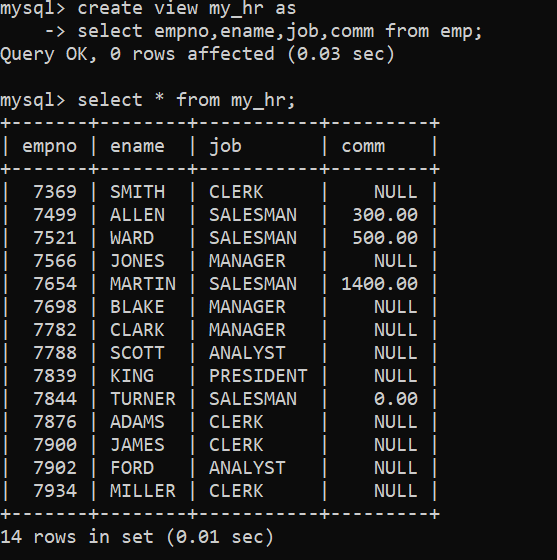 mysql> create view my_hr as
    -> select empno,ename,job,comm from emp;
Query OK, 0 rows affected (0.03 sec)

mysql> select * from my_hr;
+-------+--------+-----------+---------+
| empno | ename  | job       | comm    |
+-------+--------+-----------+---------+
|  7369 | SMITH  | CLERK     |    NULL |
|  7499 | ALLEN  | SALESMAN  |  300.00 |
|  7521 | WARD   | SALESMAN  |  500.00 |
|  7566 | JONES  | MANAGER   |    NULL |
|  7654 | MARTIN | SALESMAN  | 1400.00 |
|  7698 | BLAKE  | MANAGER   |    NULL |
|  7782 | CLARK  | MANAGER   |    NULL |
|  7788 | SCOTT  | ANALYST   |    NULL |
|  7839 | KING   | PRESIDENT |    NULL |
|  7844 | TURNER | SALESMAN  |    0.00 |
|  7876 | ADAMS  | CLERK     |    NULL |
|  7900 | JAMES  | CLERK     |    NULL |
|  7902 | FORD   | ANALYST   |    NULL |
|  7934 | MILLER | CLERK     |    NULL |
+-------+--------+-----------+---------+
14 rows in set (0.01 sec)